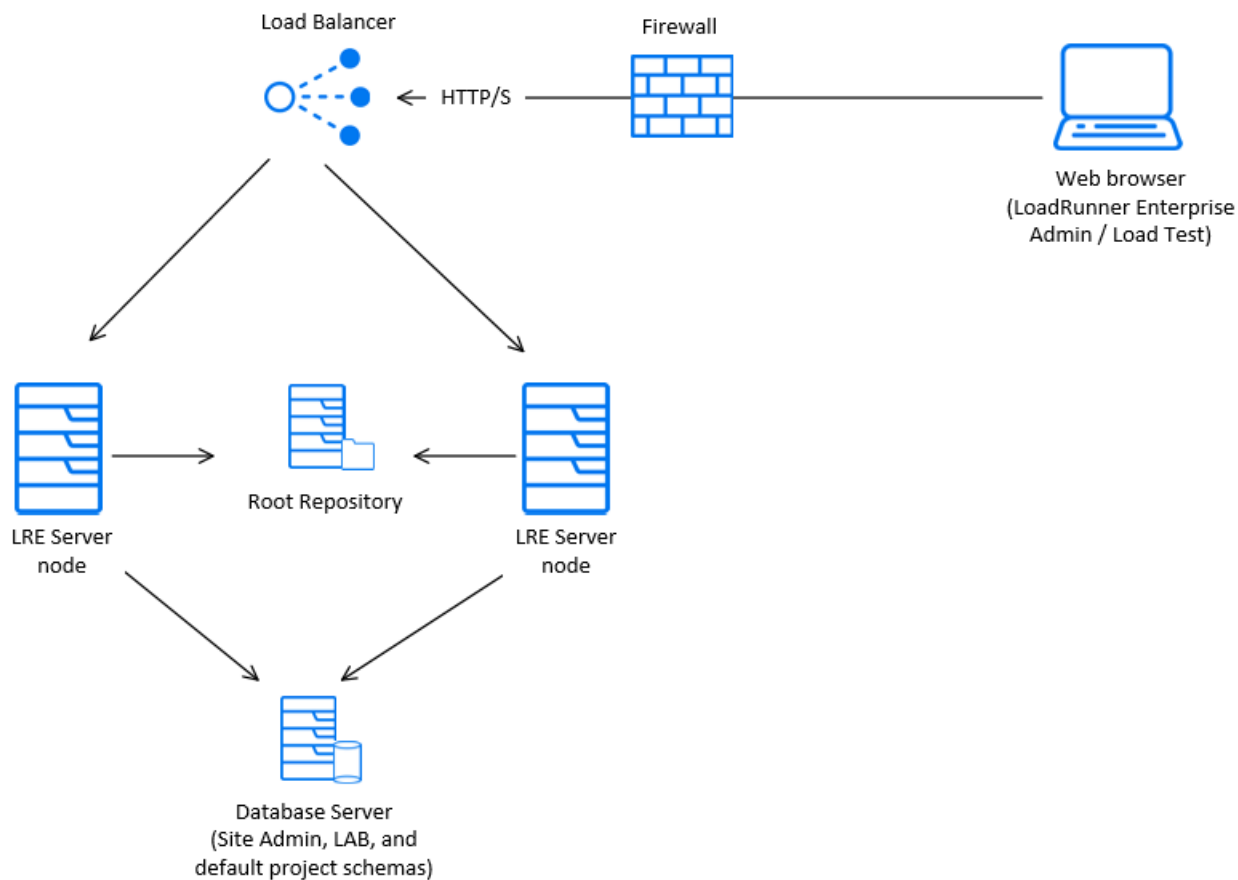 Load Balancer
Firewall
HTTP/S
Web browser
(LoadRunner Enterprise
Admin / Load Test)
Root Repository
LRE Server
node
LRE Server
node
Database Server
(Site Admin, LAB, and
default project schemas)